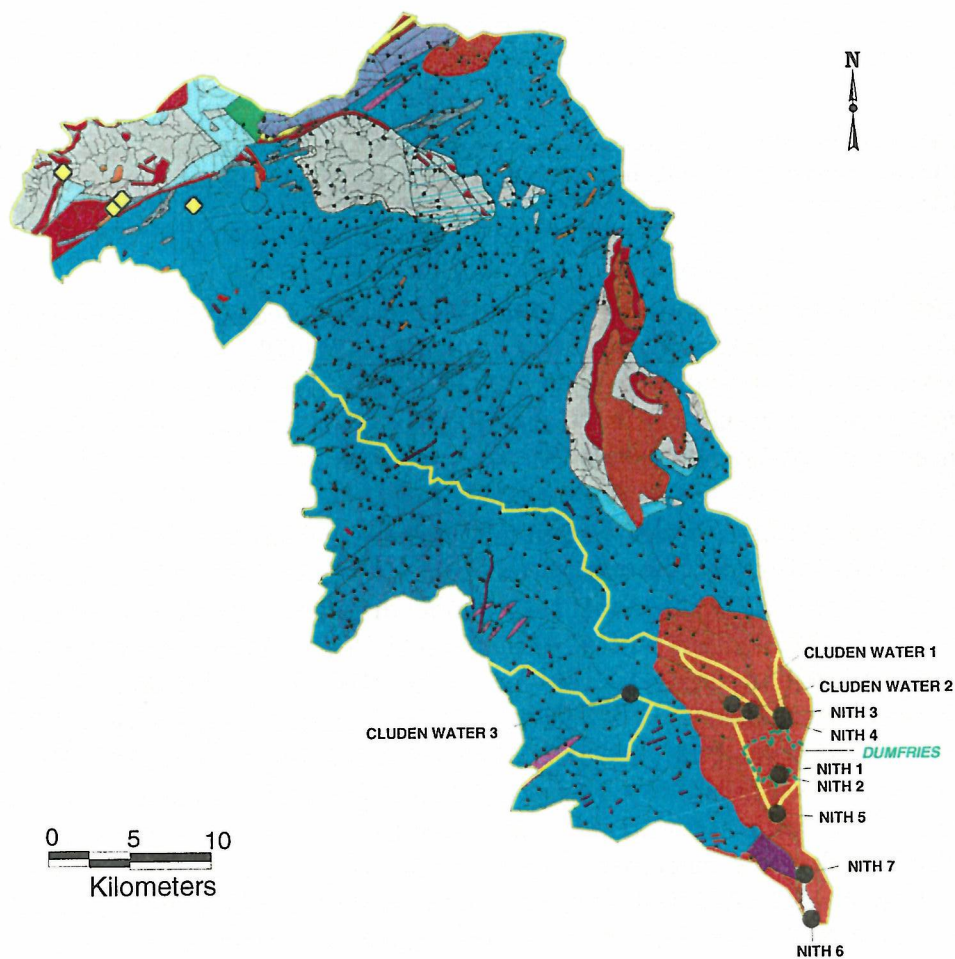 N
CLUDEN WATER 1
CLUDEN WATER 2
NITH 3
CLUDEN WATER 3
NITH 4
DUMFRIES
NITH 1
NITH 2
NITH 5
0 5 10
Kilometers
NITH 7
NITH 6